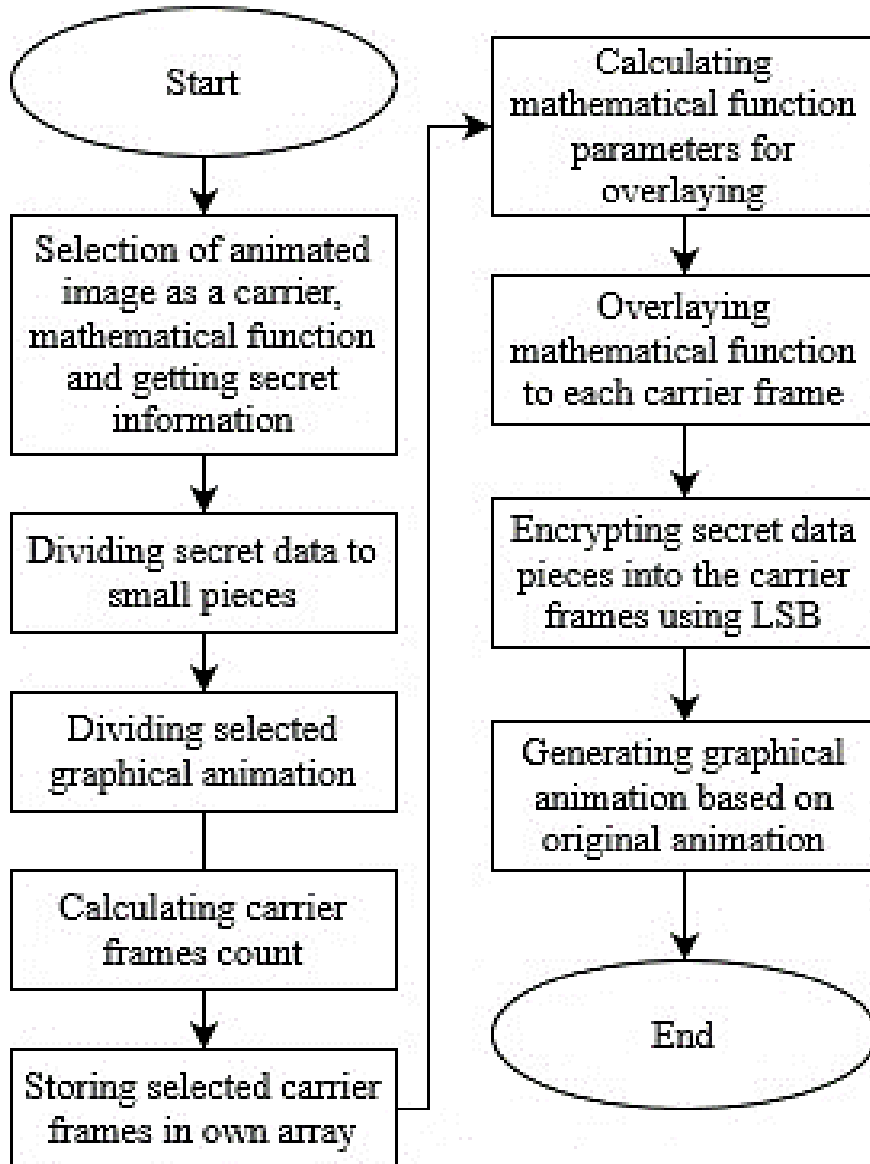 Start
Selection of animated
image as a carrier,
mathematical function
and getting secret
information
Dividing secret data to
small pieces
Dividing selected
graphical animation
Calculating carrier
frames count
Storing selected carrier
frames in own array
Calculating
mathematical function
parameters for
overlaying
Overlaying
mathematical function
to each carrier frame
Encrypting secret data
pieces into the carrier
frames using LSB
Generating graphical
animation based on
original animation
End